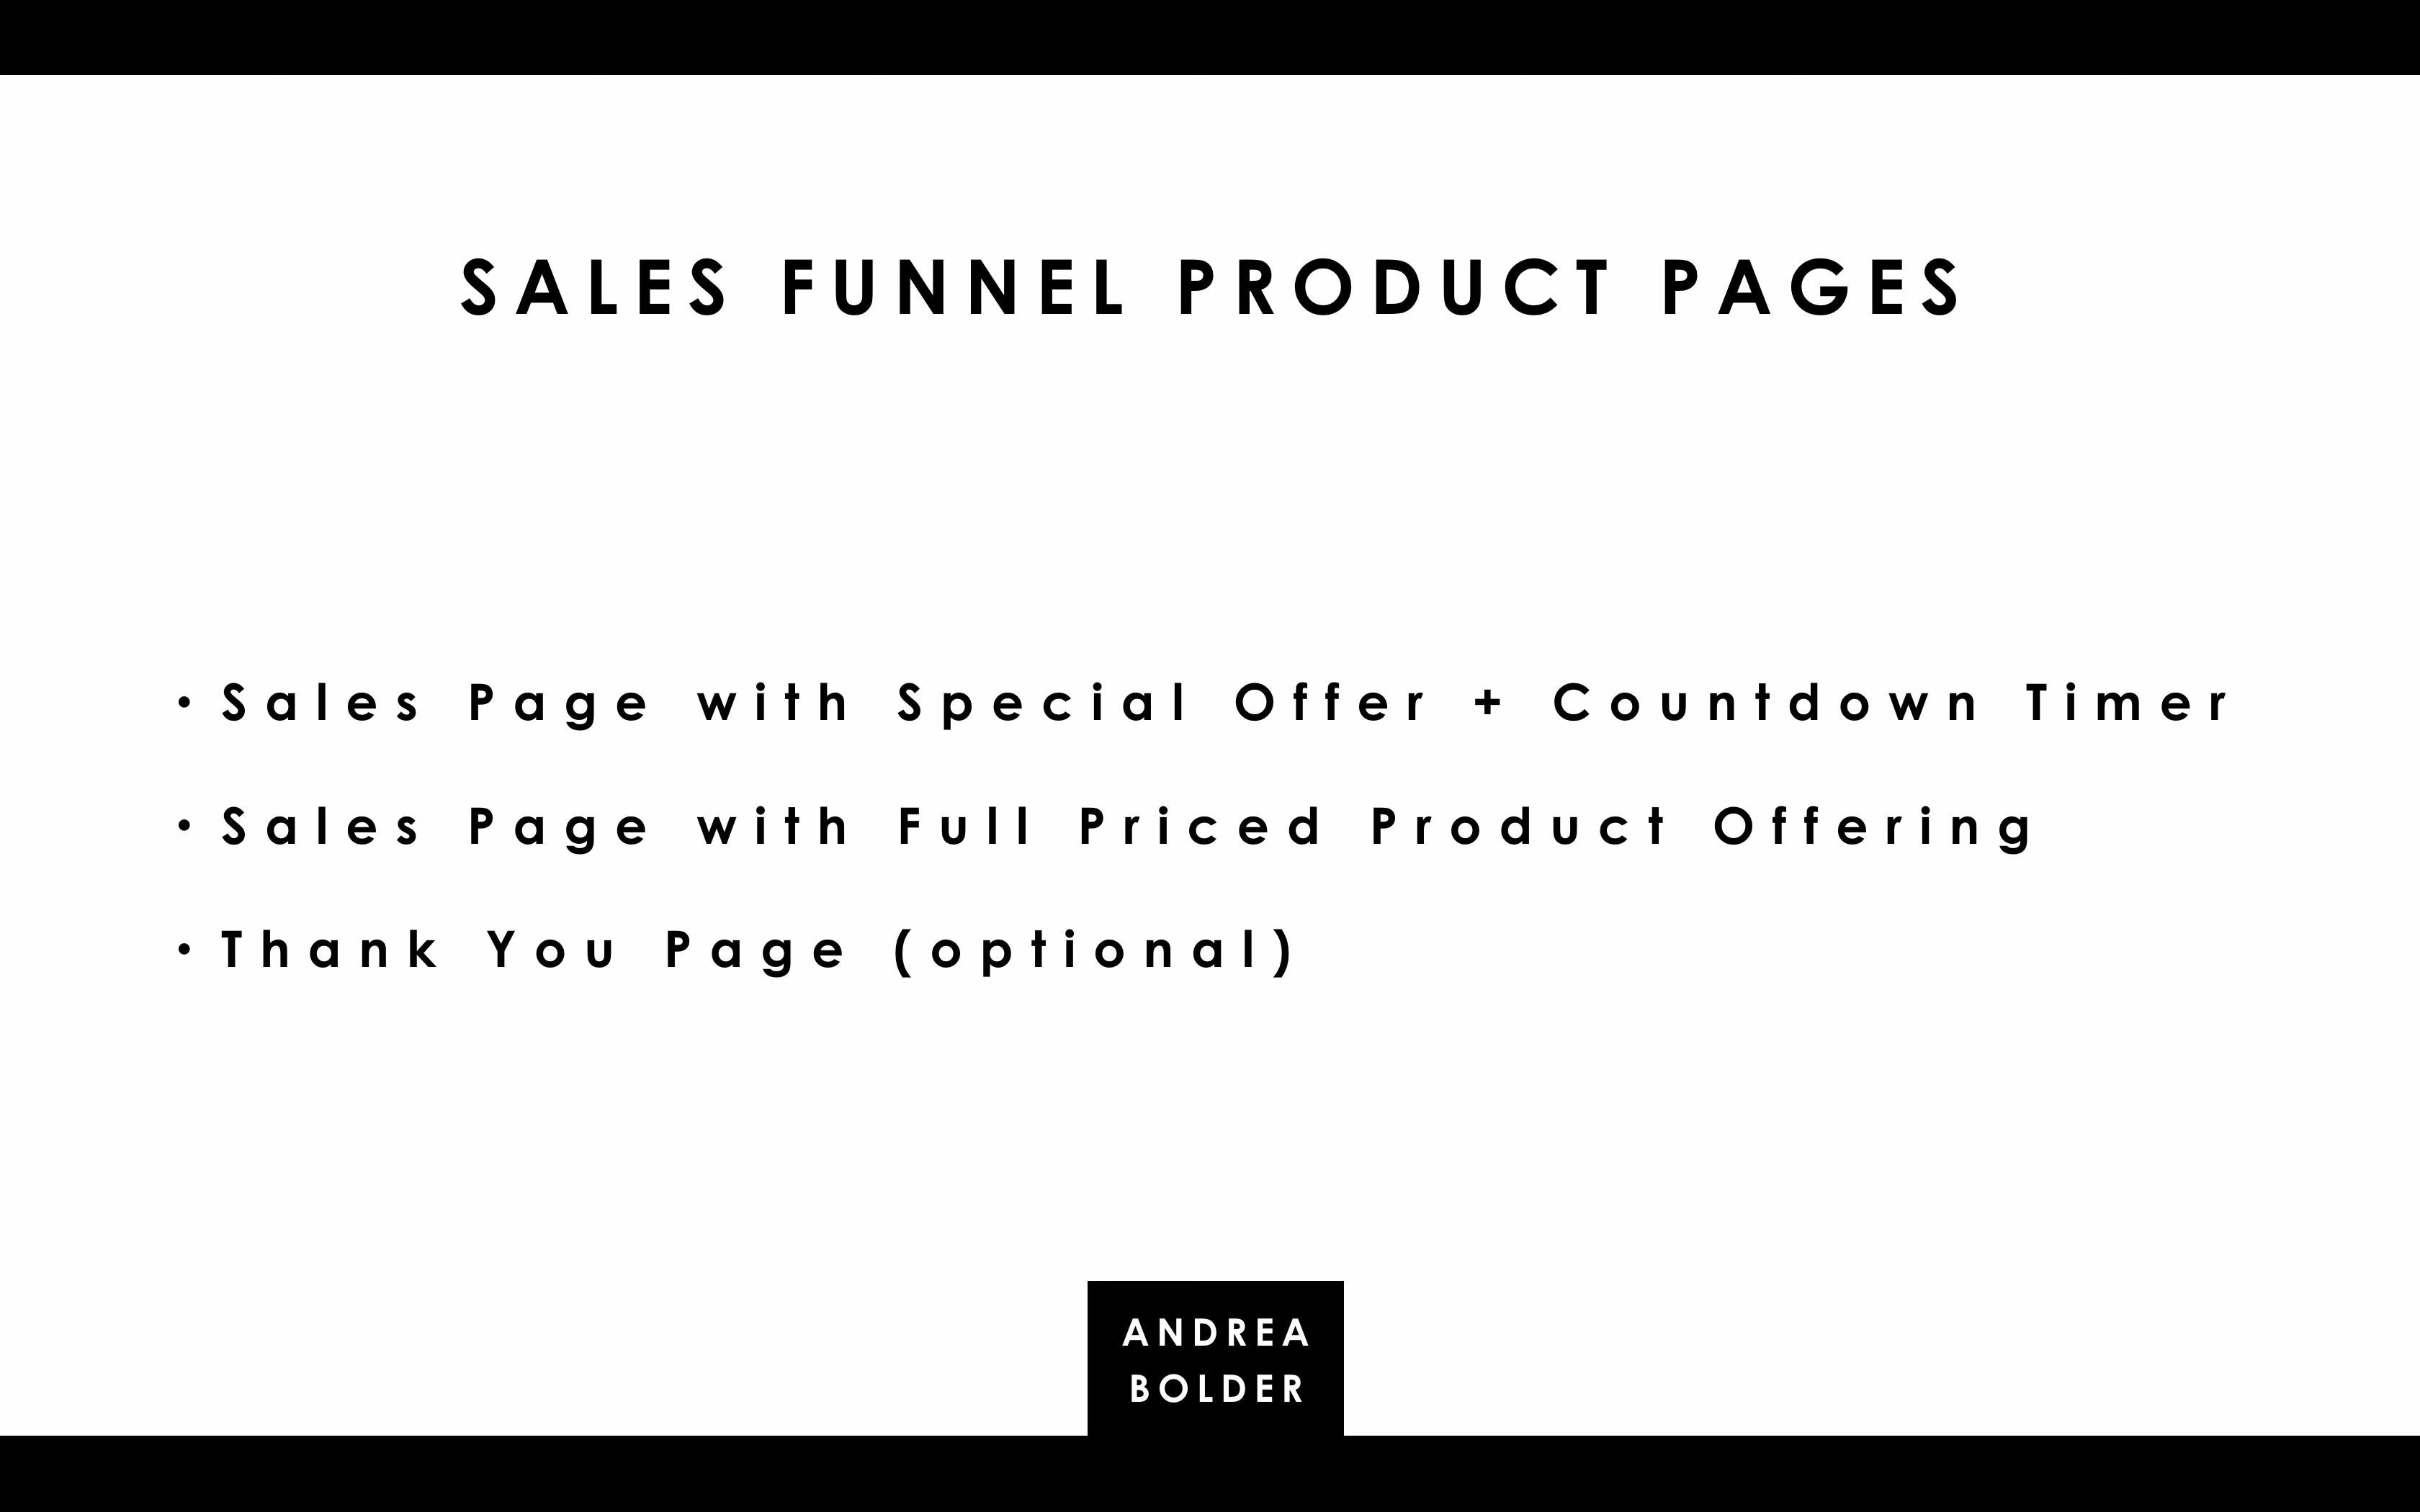 SALES FUNNEL PRODUCT PAGES
• Sales Page with Special Offer + Countdown Timer
• Sales Page with Full Priced Product Offering
• Thank You Page (optional)
ANDREA
BOLDER